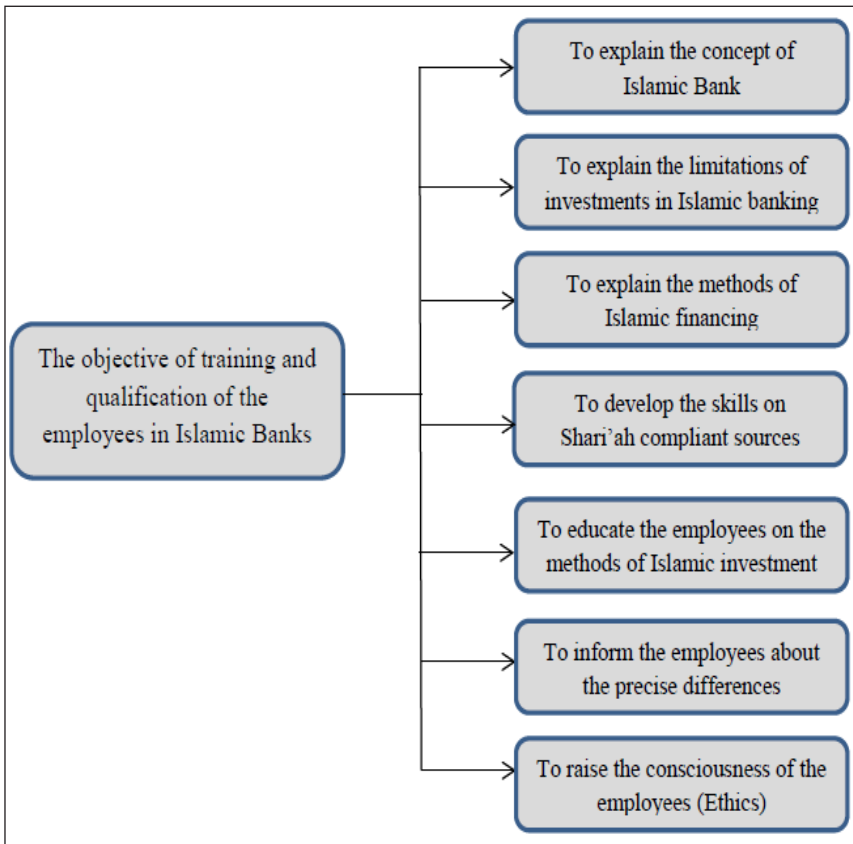 The objective of training and
qualification of the
employees in Islamic Banks
To explain the concept of
Islamic Bank
To explain the limitations of
investments in Islamic banking
To explain the methods of
Islamic financing
To develop the skills on
Shari’ah compliant sources
To educate the employees on the
methods of Islamic investment
To inform the employees about
the precise differences
To raise the consciousness of the
employees (Ethics)